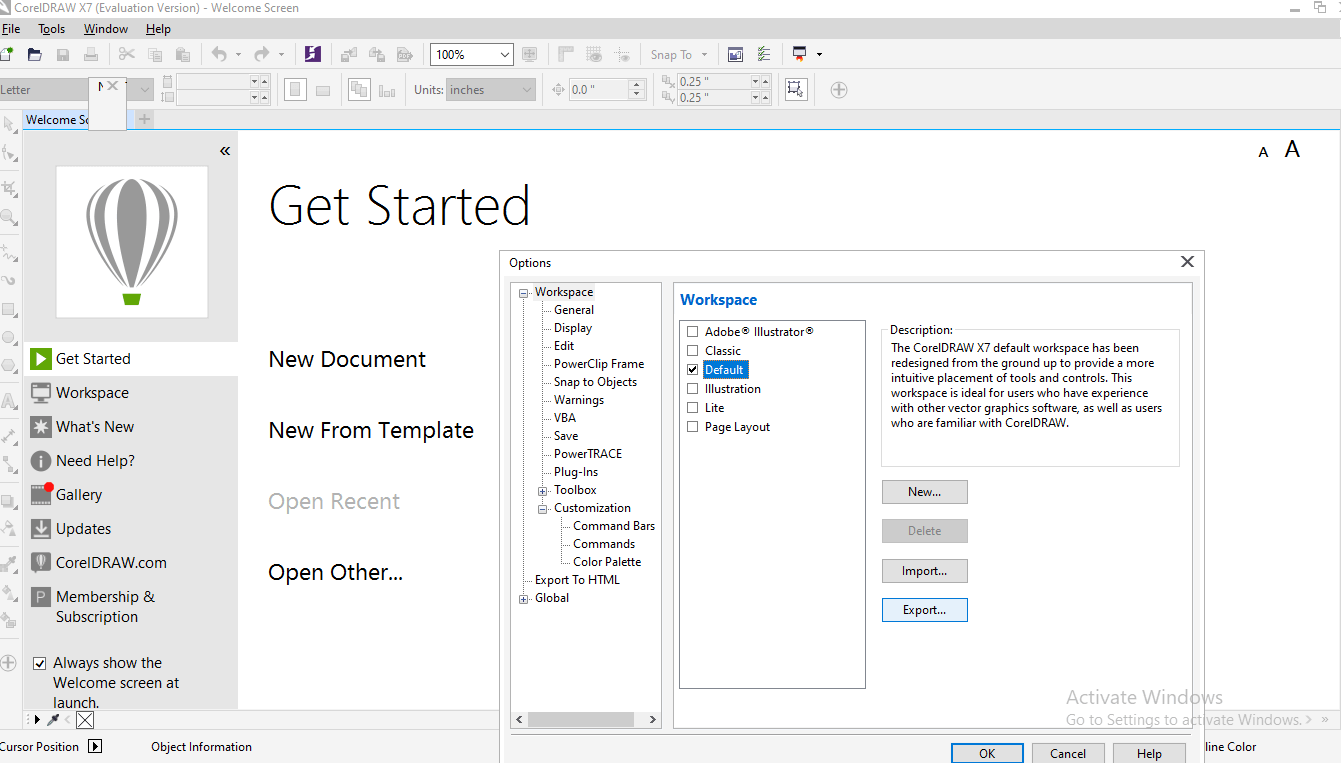 CorelDRAW X7 (Evaluation Version) - Welcome Screen
File Tools Window Help
100% Snap To
Letter Units: inches 0.0 " 0.25 "
0.25 "
Welcome Sc
«
A A
Get Started
Get Started
Workspace
What's New
Need Help?
Gallery
Updates
CorelDRAW.com
Membership &
Subscription
Always show the
Welcome screen at
launch.
New Document
New From Template
Open Recent
Open Other...
Options
Workspace
General
Display
Edit
PowerClip Frame
Snap to Objects
Warnings
VBA
Save
PowerTRACE
Plug-Ins
Toolbox
Customization
Command Bars
Commands
Color Palette
Export To HTML
Global
Workspace
Adobe® Illustrator®
Classic
Default
Illustration
Lite
Page Layout
Description:
The CorelDRAW X7 default workspace has been
redesigned from the ground up to provide a more
intuitive placement of tools and controls. This
workspace is ideal for users who have experience
with other vector graphics software, as well as users
who are familiar with CorelDRAW.
New...
Delete
Import...
Export...
OK Cancel Help
Activate Windows
Go to Settings to activate Windows.
Cursor Position Object Information line Color